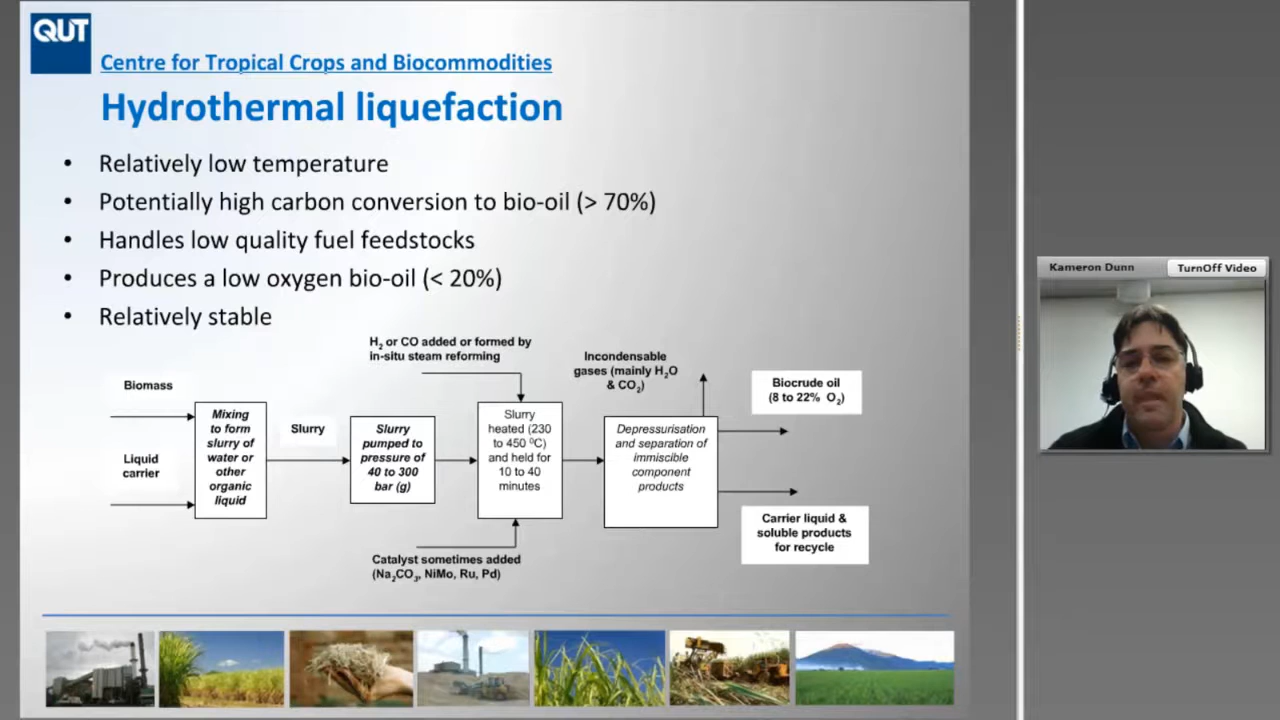 QUT
Centre for Tropical Crops and Biocommodities
Hydrothermal liquefaction
• Relatively low temperature
• Potentially high carbon conversion to bio-oil (> 70%)
• Handles low quality fuel feedstocks
• Produces a low oxygen bio-oil (< 20%)
• Relatively stable
H₂ or CO added or formed by
in-situ steam reforming
Incondensable
gases (mainly H₂O
& CO₂)
Biomass
Liquid
carrier
Mixing
to form
slurry of
water or
other
organic
liquid
Slurry
Slurry
pumped to
pressure of
40 to 300
bar (g)
Slurry
heated (230
to 450 ⁰C)
and held for
10 to 40
minutes
Depressurisation
and separation of
immiscible
component
products
Biocrude oil
(8 to 22% O₂)
Carrier liquid &
soluble products
for recycle
Catalyst sometimes added
(Na₂CO₃, NiMo, Ru, Pd)
Kameron Dunn
TurnOff Video